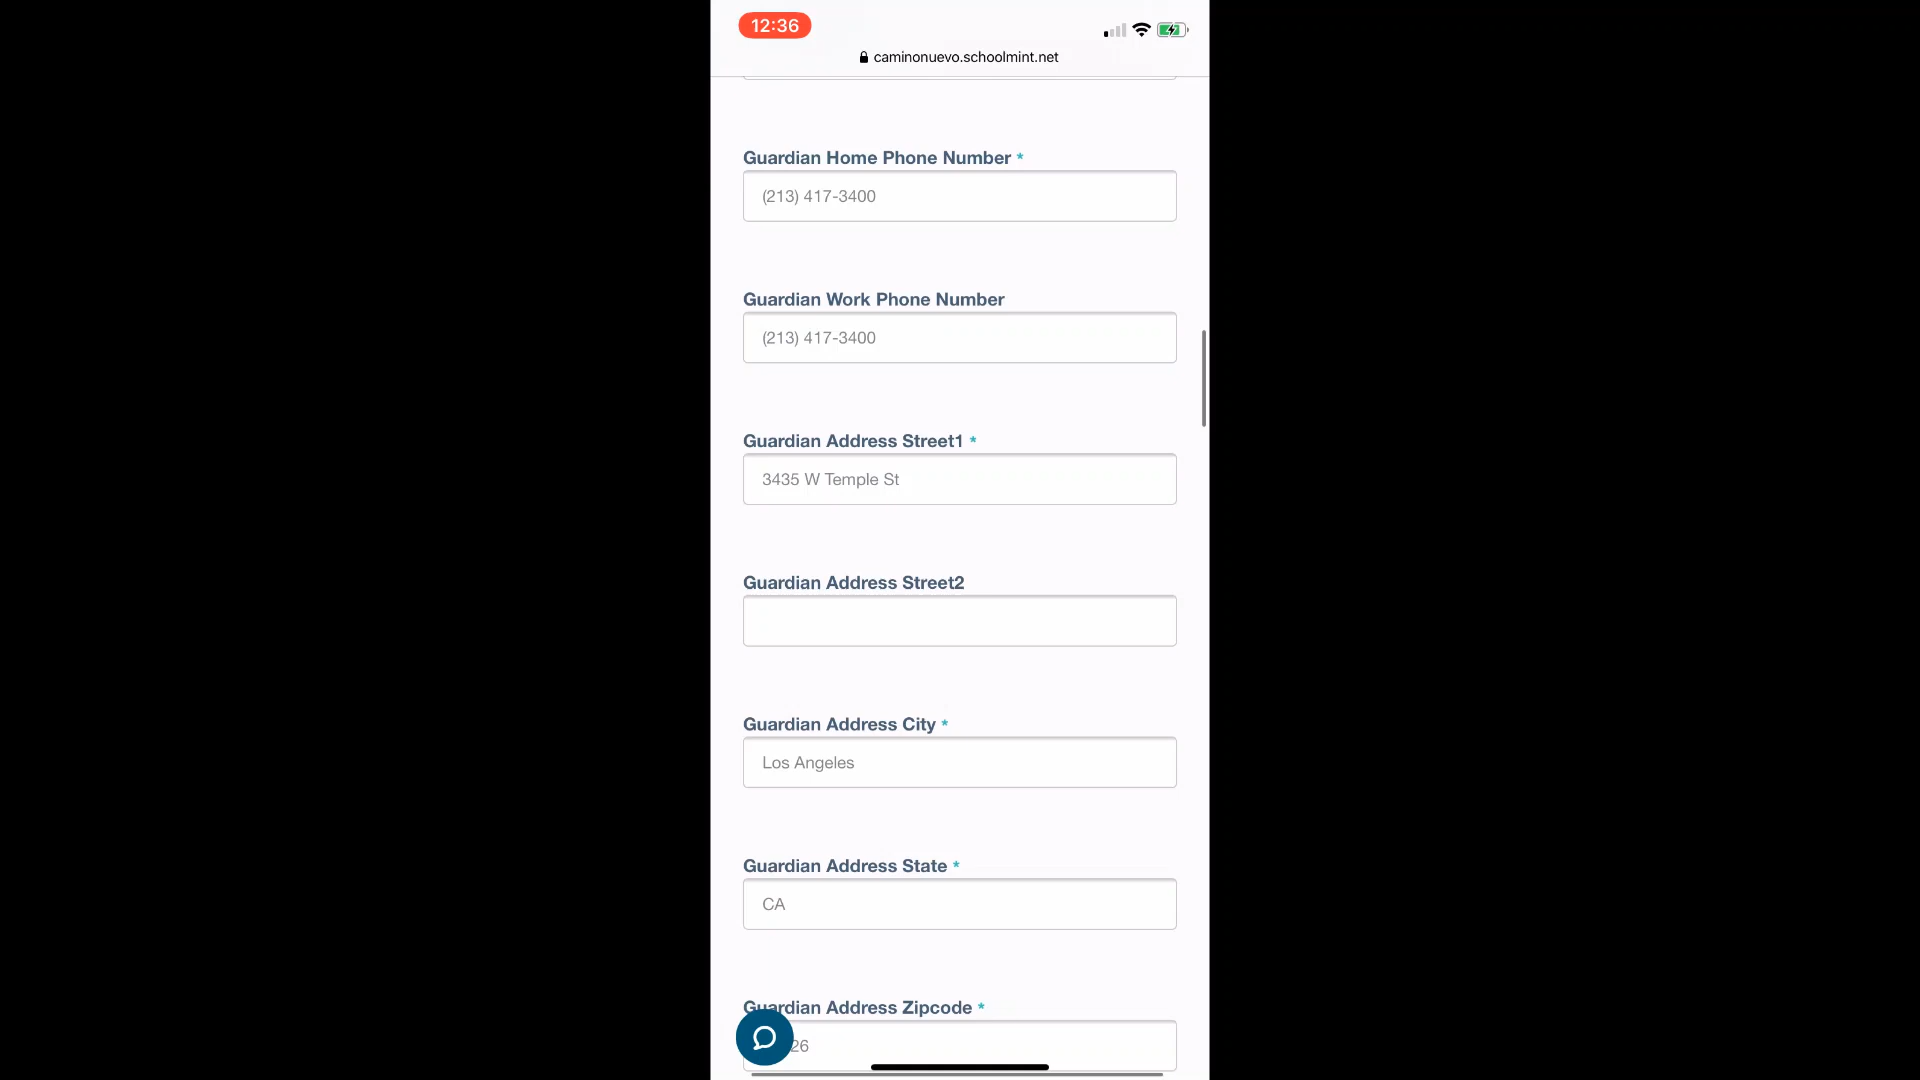 12:36
caminonuevo.schoolmint.net
Guardian Home Phone Number *
(213) 417-3400
Guardian Work Phone Number
(213) 417-3400
Guardian Address Street1 *
3435 W Temple St
Guardian Address Street2
Guardian Address City *
Los Angeles
Guardian Address State *
CA
Guardian Address Zipcode *
26